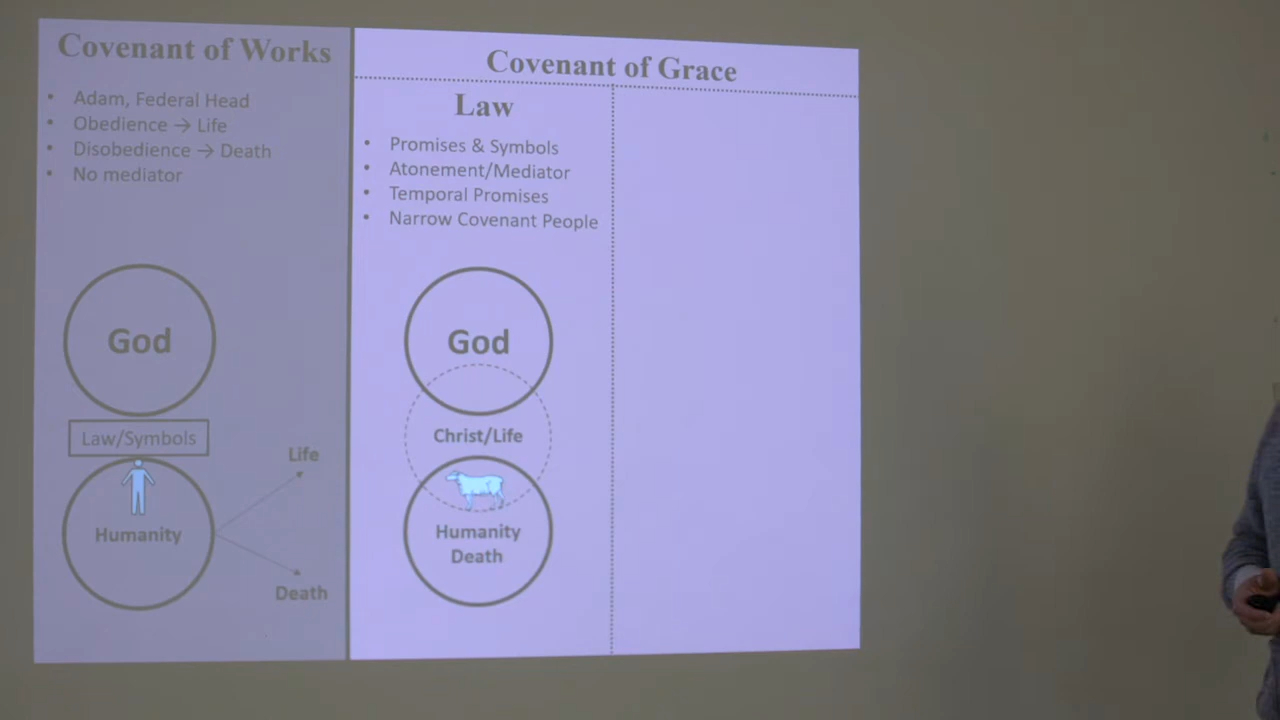 Covenant of Works
• Adam, Federal Head
• Obedience → Life
• Disobedience → Death
• No mediator
God
Law/Symbols
Humanity
Life
Death
Covenant of Grace
Law
• Promises & Symbols
• Atonement/Mediator
• Temporal Promises
• Narrow Covenant People
God
Christ/Life
Humanity
Death